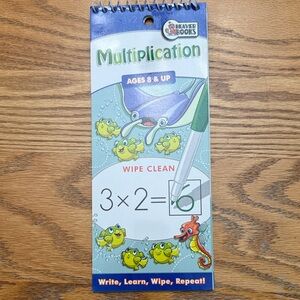 BEAVER
BOOKS
Multiplication
AGES 8 & UP
WIPE CLEAN
3×2=6
Write, Learn, Wipe, Repeat!